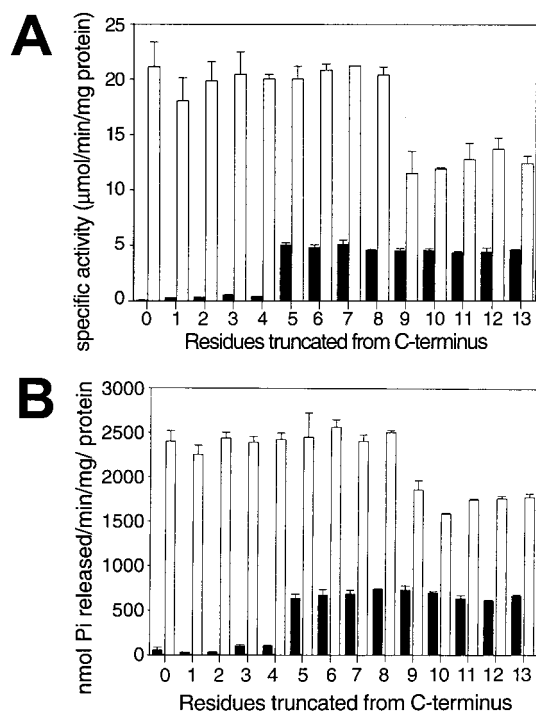 A
specific activity (µmol/min/mg protein)
25
20
15
10
5
0
0 1 2 3 4 5 6 7 8 9 10 11 12 13
Residues truncated from C-terminus
B
nmol Pi released/min/mg/ protein
3000
2500
2000
1500
1000
500
0
0 1 2 3 4 5 6 7 8 9 10 11 12 13
Residues truncated from C-terminus